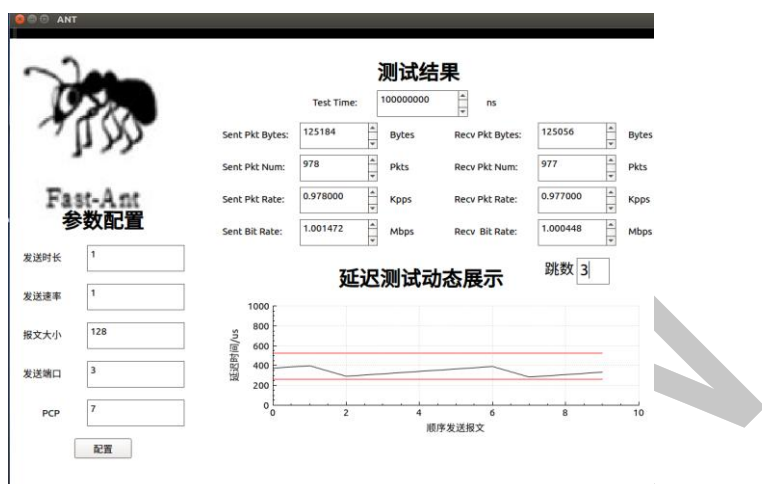 ANT
Fast-Ant
参数配置
发送时长 1
发送速率 1
报文大小 128
发送端口 3
PCP 7
配置
测试结果
Test Time: 100000000 ns
Sent Pkt Bytes: 125184 Bytes Recv Pkt Bytes: 125056 Bytes
Sent Pkt Num: 978 Pkts Recv Pkt Num: 977 Pkts
Sent Pkt Rate: 0.978000 Kpps Recv Pkt Rate: 0.977000 Kpps
Sent Bit Rate: 1.001472 Mbps Recv Bit Rate: 1.000448 Mbps
延迟测试动态展示
跳数 3
延迟时间/us
1000
800
600
400
200
0
0 2 4 6 8 10
顺序发送报文